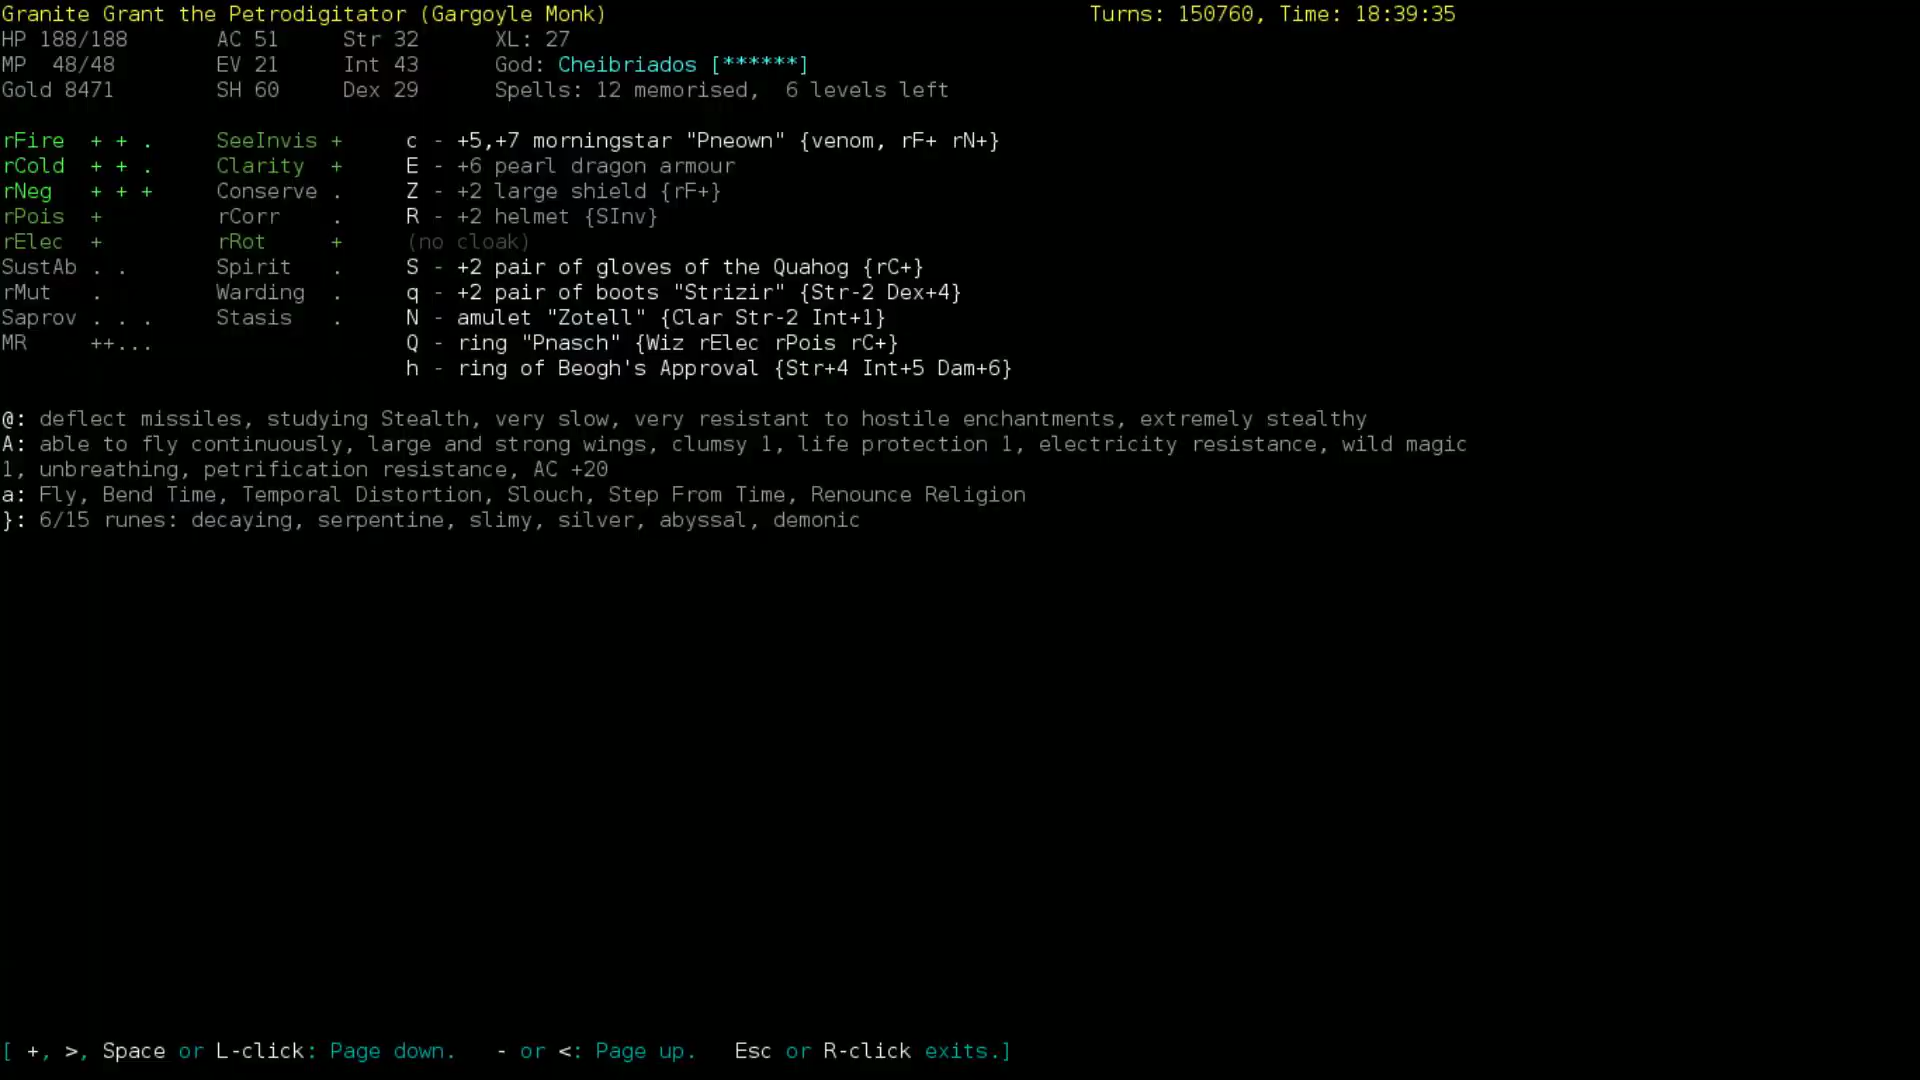 Granite Grant the Petrodigitator (Gargoyle Monk) Turns: 150760, Time: 18:39:35
HP 188/188 AC 51 Str 32 XL: 27
MP 48/48 EV 21 Int 43 God: Cheibriados [******]
Gold 8471 SH 60 Dex 29 Spells: 12 memorised, 6 levels left
rFire + + . SeeInvis + c - +5,+7 morningstar "Pneown" {venom, rF+ rN+}
rCold + + . Clarity + E - +6 pearl dragon armour
rNeg + + + Conserve . Z - +2 large shield {rF+}
rPois + rCorr . R - +2 helmet {SInv}
rElec + rRot + (no cloak)
SustAb . . Spirit . S - +2 pair of gloves of the Quahog {rC+}
rMut . Warding . q - +2 pair of boots "Strizir" {Str-2 Dex+4}
Saprov . . . Stasis . N - amulet "Zotell" {Clar Str-2 Int+1}
MR ++... Q - ring "Pnasch" {Wiz rElec rPois rC+}
h - ring of Beogh's Approval {Str+4 Int+5 Dam+6}
@: deflect missiles, studying Stealth, very slow, very resistant to hostile enchantments, extremely stealthy
A: able to fly continuously, large and strong wings, clumsy 1, life protection 1, electricity resistance, wild magic
1, unbreathing, petrification resistance, AC +20
a: Fly, Bend Time, Temporal Distortion, Slouch, Step From Time, Renounce Religion
}: 6/15 runes: decaying, serpentine, slimy, silver, abyssal, demonic
[ +, >, Space or L-click: Page down. - or <: Page up. Esc or R-click exits.]